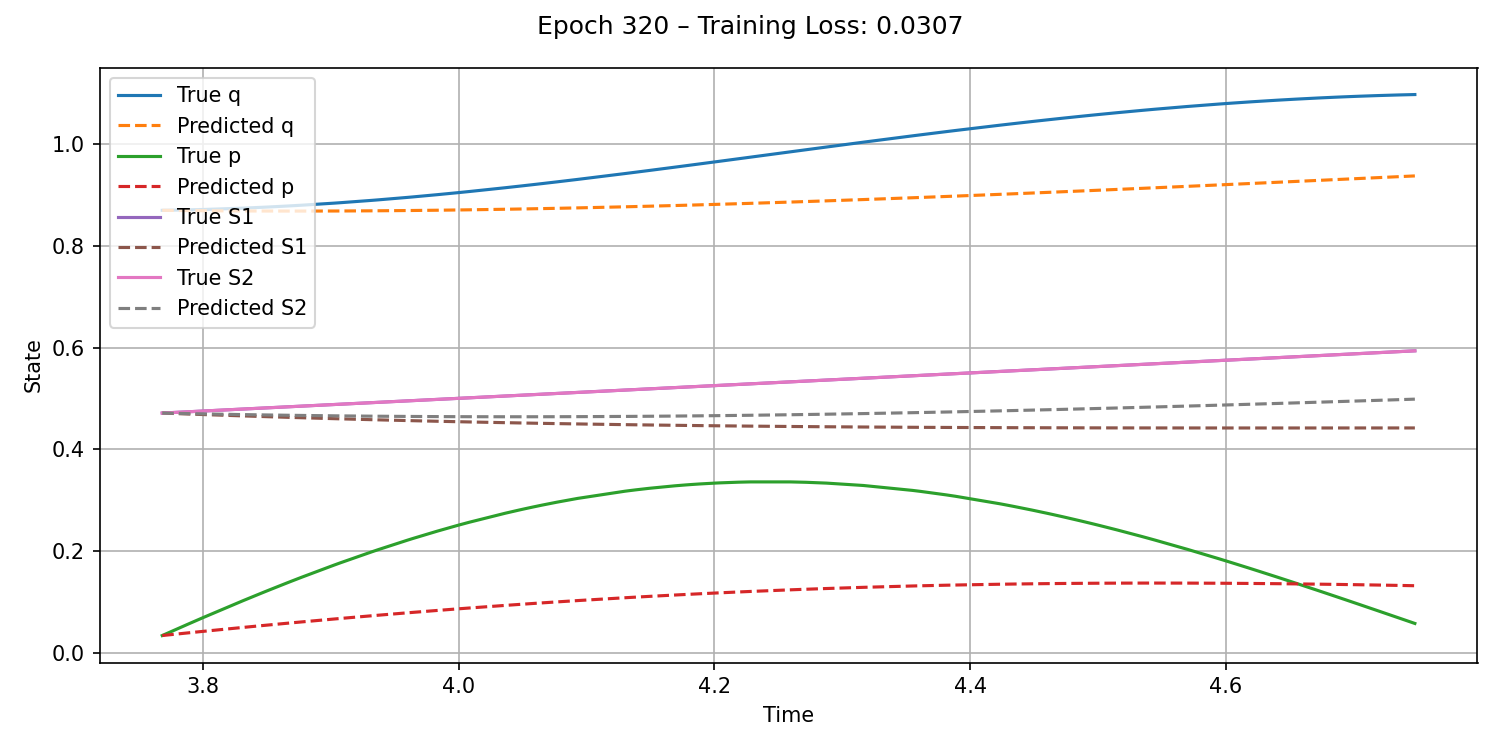 Epoch 320 – Training Loss: 0.0307
True q
Predicted q
True p
Predicted p
True S1
Predicted S1
True S2
Predicted S2
State
1.0
0.8
0.6
0.4
0.2
0.0
3.8 4.0 4.2 4.4 4.6
Time